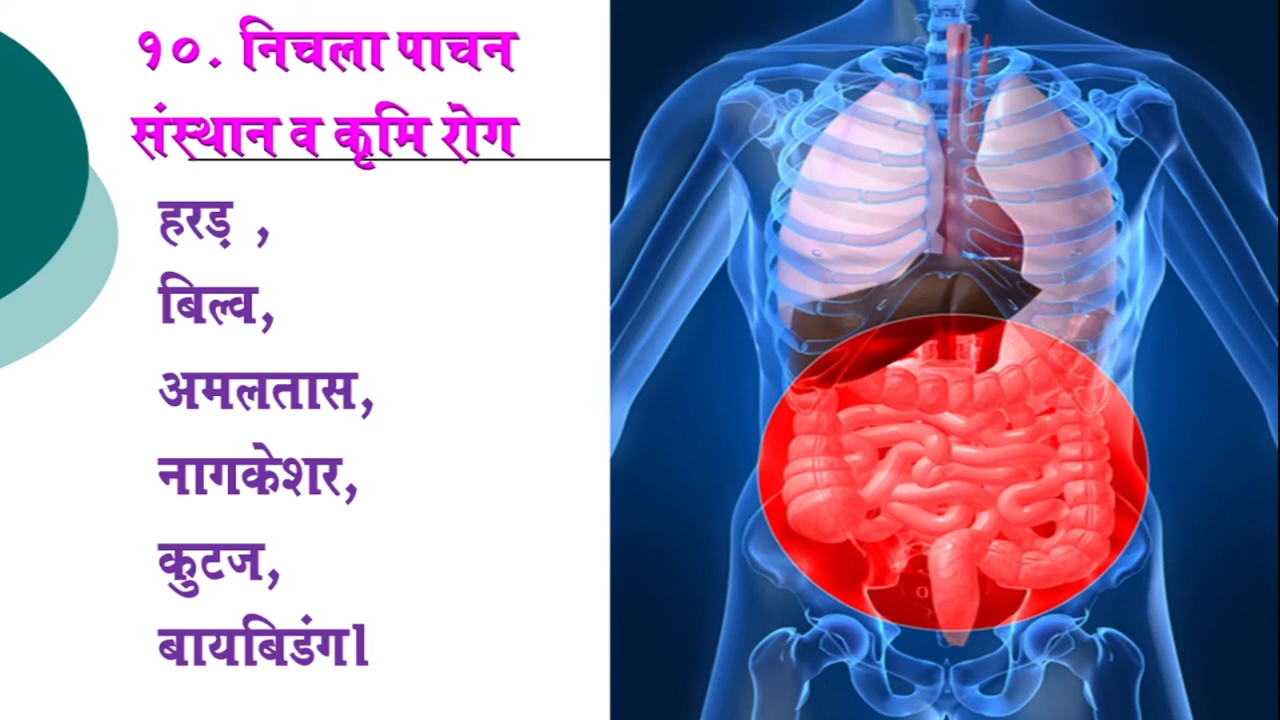 १०. निचला पाचन
संस्थान व कृमि रोग
हरड़ ,
बिल्व,
अमलतास,
नागकेशर,
कुटज,
बायबिडंग।